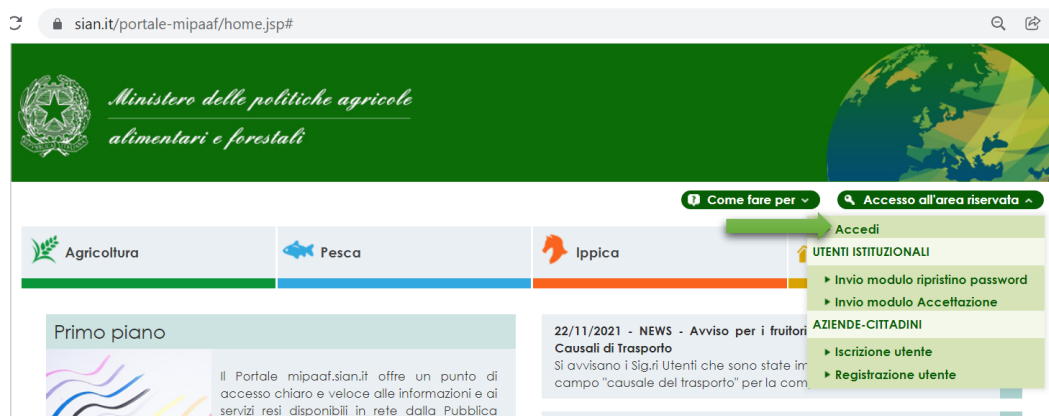 sian.it/portale-mipaaf/home.jsp#
Ministero delle politiche agricole
alimentari e forestali
Come fare per
Accesso all'area riservata
Accedi
UTENTI ISTITUZIONALI
Invio modulo ripristino password
Invio modulo Accettazione
AZIENDE-CITTADINI
Iscrizione utente
Registrazione utente
Agricoltura
Pesca
Ippica
Primo piano
Il Portale mipaaf.sian.it offre un punto di
accesso chiaro e veloce alle informazioni e ai
servizi resi disponibili in rete dalla Pubblica
22/11/2021 - NEWS - Avviso per i fruitori
Causali di Trasporto
Si avvisano i Sig.ri Utenti che sono state im
campo "causale del trasporto" per la com